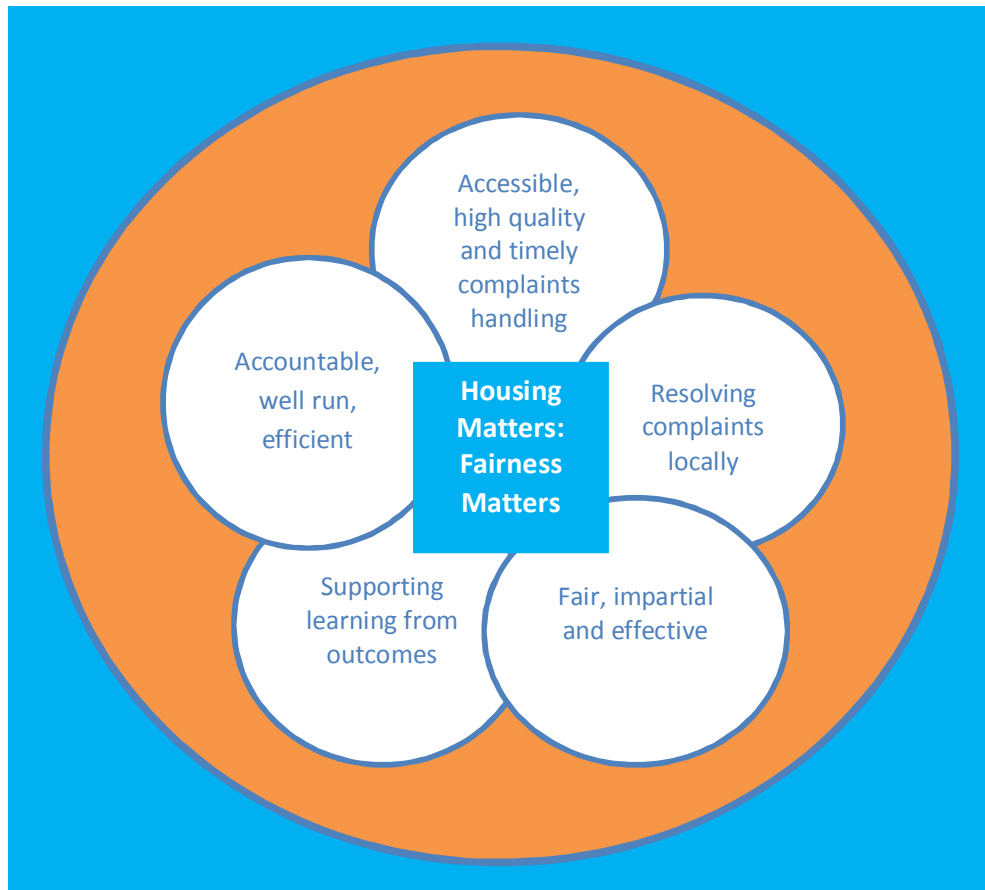 Accessible,
high quality
and timely
complaints
handling
Accountable,
well run,
efficient
Housing
Matters:
Fairness
Matters
Resolving
complaints
locally
Supporting
learning from
outcomes
Fair, impartial
and effective